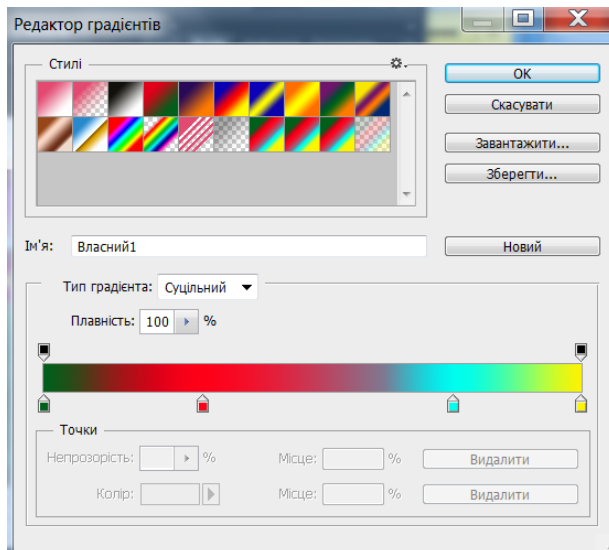 Редактор градієнтів
Стилі
OK
Скасувати
Завантажити...
Зберегти...
Ім'я: Власний1
Новий
Тип градієнта: Суцільний
Плавність: 100 %
Точки
Непрозорість: % Місце: % Видалити
Колір: Місце: % Видалити